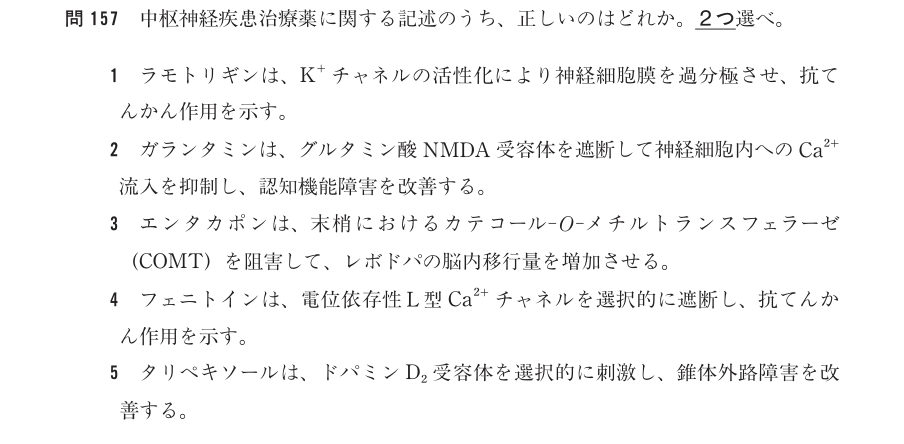 問157 中枢神経疾患治療薬に関する記述のうち、正しいのはどれか。2つ選べ。
1 ラモトリギンは、K⁺ チャネルの活性化により神経細胞膜を過分極させ、抗て
んかん作用を示す。
2 ガランタミンは、グルタミン酸 NMDA 受容体を遮断して神経細胞内への Ca²⁺
流入を抑制し、認知機能障害を改善する。
3 エンタカポンは、末梢におけるカテコール-O-メチルトランスフェラーゼ
(COMT) を阻害して、レボドパの脳内移行量を増加させる。
4 フェニトインは、電位依存性 L 型 Ca²⁺ チャネルを選択的に遮断し、抗てんか
ん作用を示す。
5 タリペキソールは、ドパミン D₂ 受容体を選択的に刺激し、錐体外路障害を改
善する。